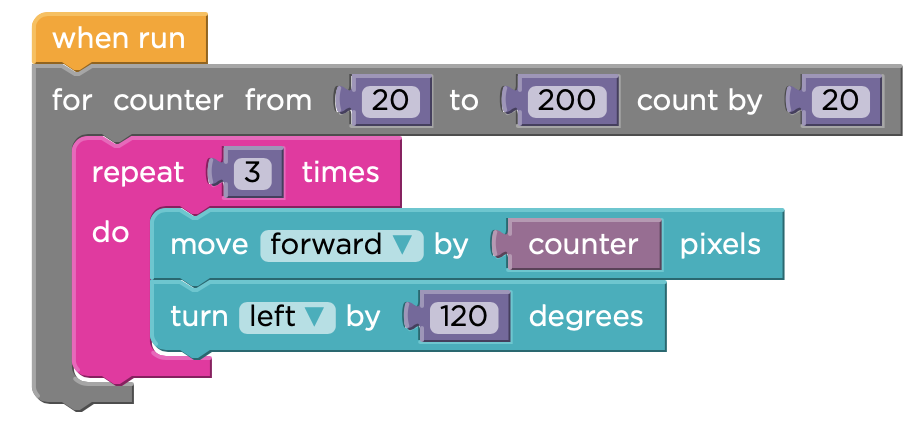 when run
for counter from 20 to 200 count by 20
repeat 3 times
do
move forward by counter pixels
turn left by 120 degrees